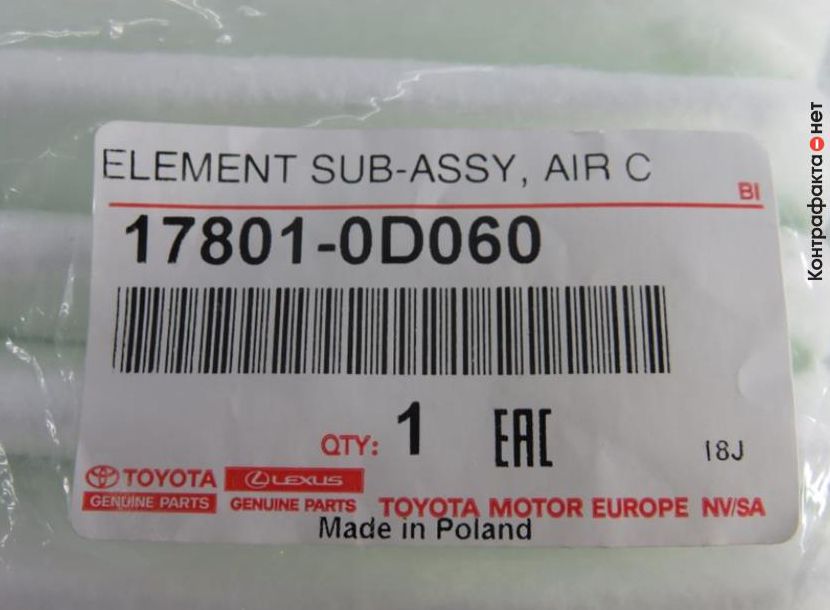 ELEMENT SUB-ASSY, AIR C
BI
17801-0D060
QTY: 1 EAC
18J
TOYOTA
GENUINE PARTS
LEXUS
GENUINE PARTS
TOYOTA MOTOR EUROPE NV/SA
Made in Poland
Контрафакта нет